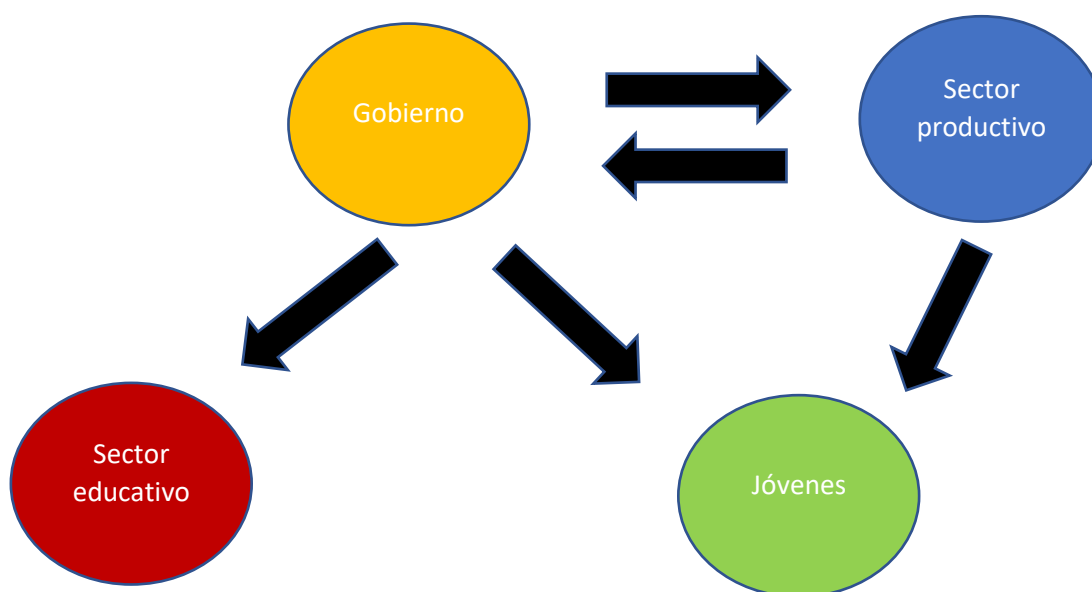 Gobierno
Sector
productivo
Sector
educativo
Jóvenes